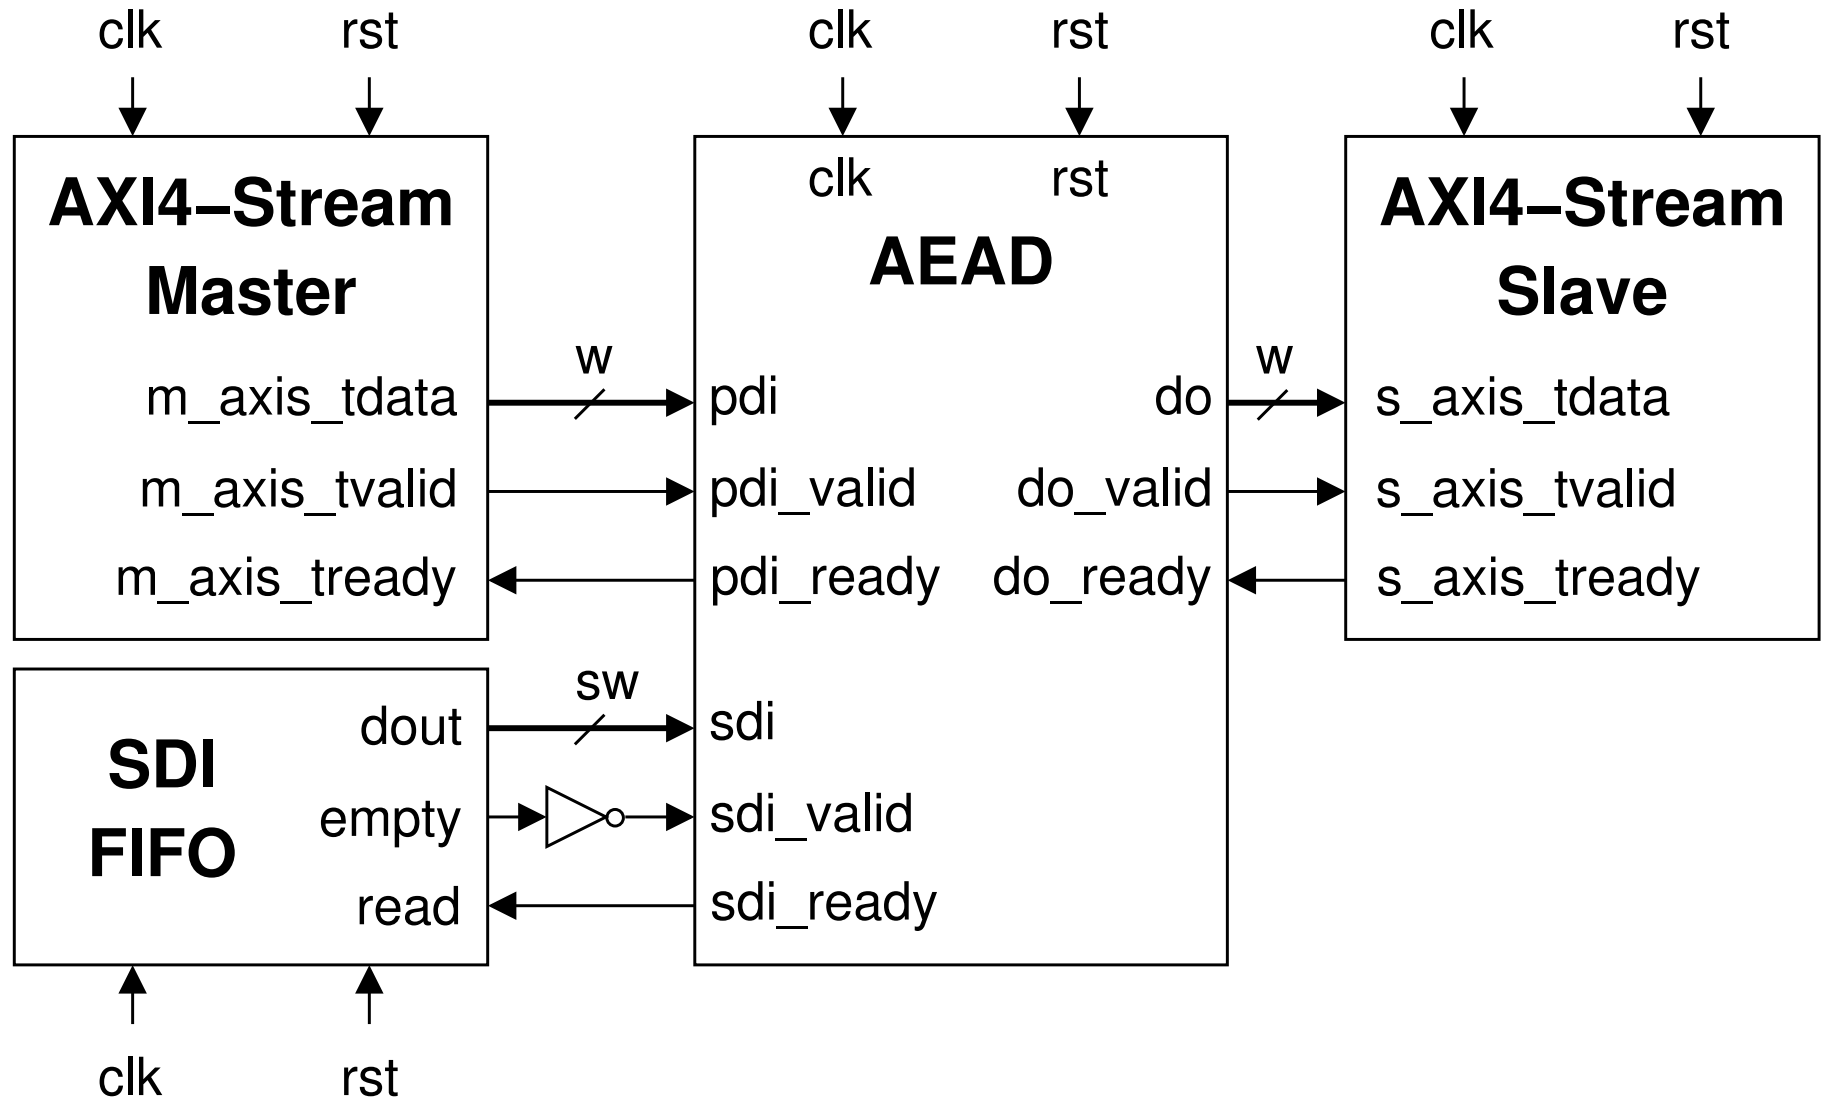 clk rst clk rst clk rst
clk rst
AXI4–Stream
Master
AEAD
AXI4–Stream
Slave
w
m_axis_tdata
pdi
do
w
s_axis_tdata
m_axis_tvalid
pdi_valid
do_valid
s_axis_tvalid
m_axis_tready
pdi_ready
do_ready
s_axis_tready
SDI
FIFO
dout
sw
sdi
empty
sdi_valid
read
sdi_ready
clk rst